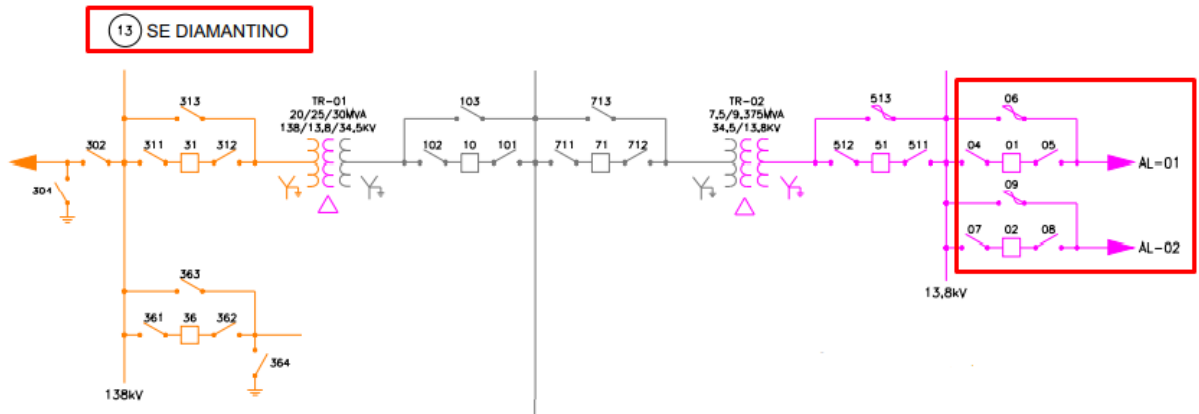 13 SE DIAMANTINO
TR-01
20/25/30MVA
138/13.8/34.5KV
TR-02
7.5/9.375MVA
34.5/13.8KV
313
103
713
513
06
302
311 31 312
102 10 101
711 71 712
512 51 511
04 01 05
AL-01
304
09
07 02 08
AL-02
363
13,8kV
361 36 362
364
138kV